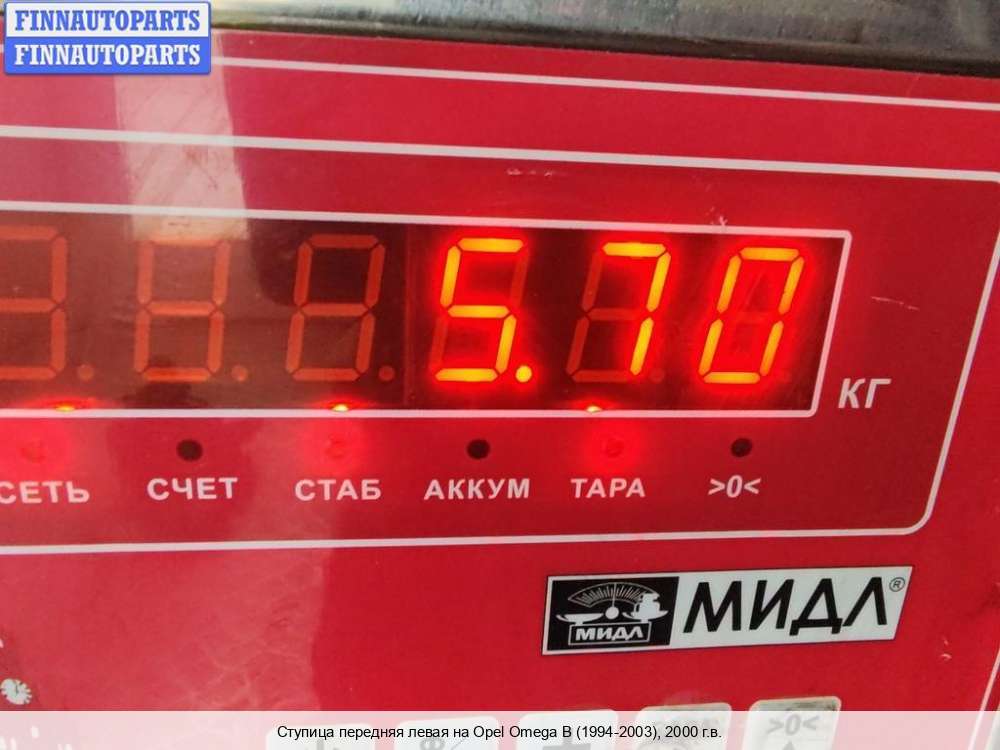 FINNAUTOPARTS
FINNAUTOPARTS
5.70
КГ
СЕТЬ СЧЕТ СТАБ АККУМ ТАРА >0<
МИДЛ МИДЛ®
>0<
Ступица передняя левая на Opel Omega B (1994-2003), 2000 г.в.